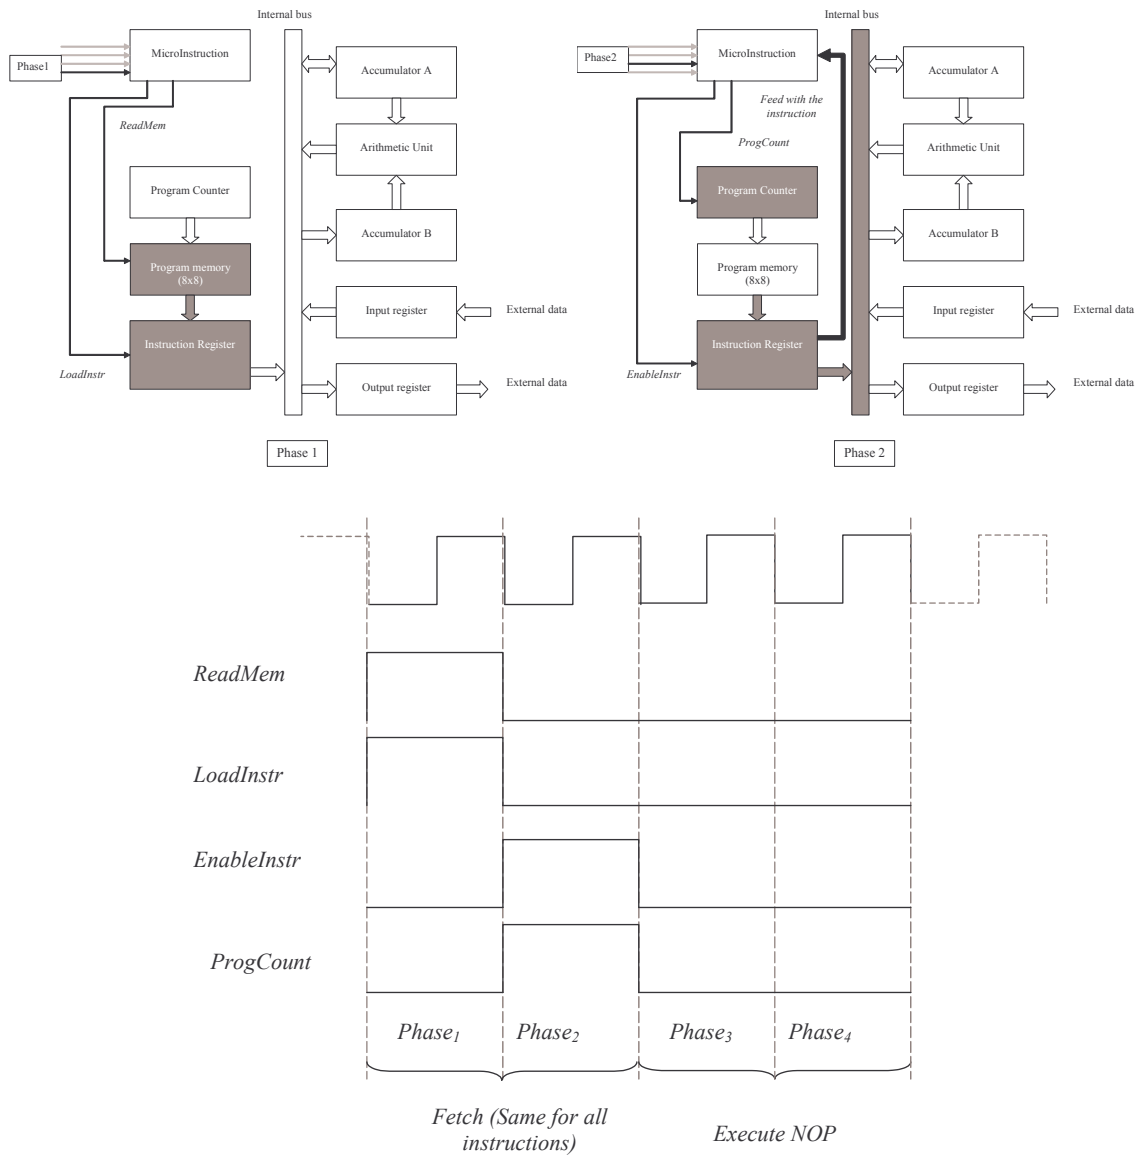 Internal bus
MicroInstruction
Phase1
ReadMem
Accumulator A
Arithmetic Unit
Program Counter
Accumulator B
Program memory
(8x8)
Input register
External data
Instruction Register
LoadInstr
Output register
External data
Phase 1
Internal bus
MicroInstruction
Phase2
Feed with the
instruction
ProgCount
Accumulator A
Arithmetic Unit
Program Counter
Accumulator B
Program memory
(8x8)
Input register
External data
Instruction Register
EnableInstr
Output register
External data
Phase 2
ReadMem
LoadInstr
EnableInstr
ProgCount
Phase1 Phase2 Phase3 Phase4
Fetch (Same for all
instructions)
Execute NOP